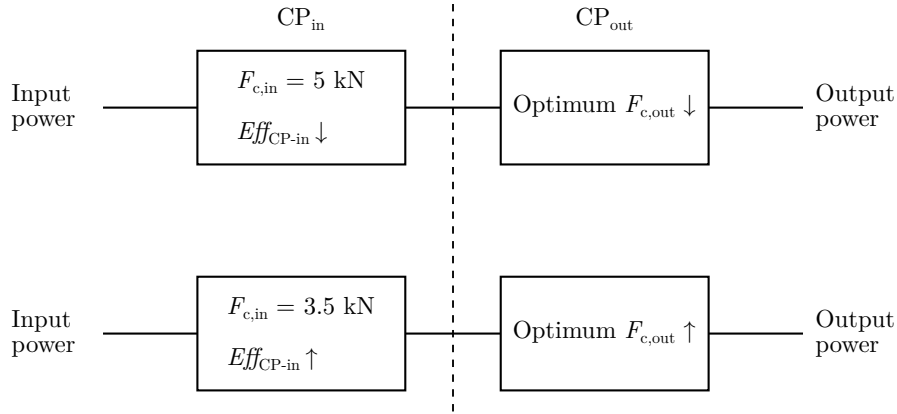 CP_in CP_out
Input power
F_c,in = 5 kN
Eff_CP-in ↓
Optimum F_c,out ↓
Output power
Input power
F_c,in = 3.5 kN
Eff_CP-in ↑
Optimum F_c,out ↑
Output power